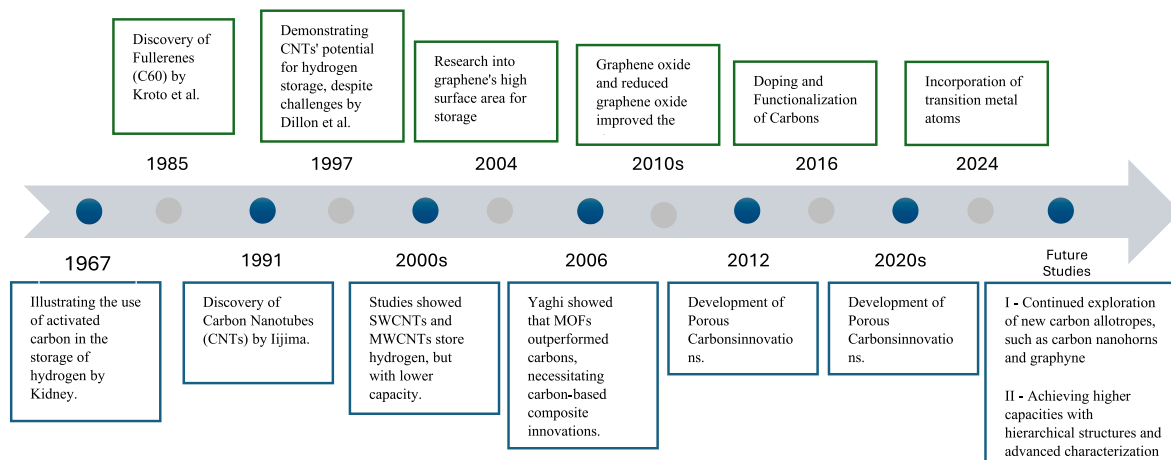 Discovery of
Fullerenes
(C60) by
Kroto et al.
Demonstrating
CNTs' potential
for hydrogen
storage, despite
challenges by
Dillon et al.
Research into
graphene's high
surface area for
storage
Graphene oxide
and reduced
graphene oxide
improved the
Doping and
Functionalization
of Carbons
Incorporation of
transition metal
atoms
1985
1997
2004
2010s
2016
2024
1967
1991
2000s
2006
2012
2020s
Future
Studies
Illustrating the use
of activated
carbon in the
storage of
hydrogen by
Kidney.
Discovery of
Carbon Nanotubes
(CNTs) by Iijima.
Studies showed
SWCNTs and
MWCNTs store
hydrogen, but
with lower
capacity.
Yaghi showed
that MOFs
outperformed
carbons,
necessitating
carbon-based
composite
innovations.
Development of
Porous
Carbonsinnovatio
ns.
Development of
Porous
Carbonsinnovatio
ns.
I - Continued exploration
of new carbon allotropes,
such as carbon nanohorns
and graphyne
II - Achieving higher
capacities with
hierarchical structures and
advanced characterization